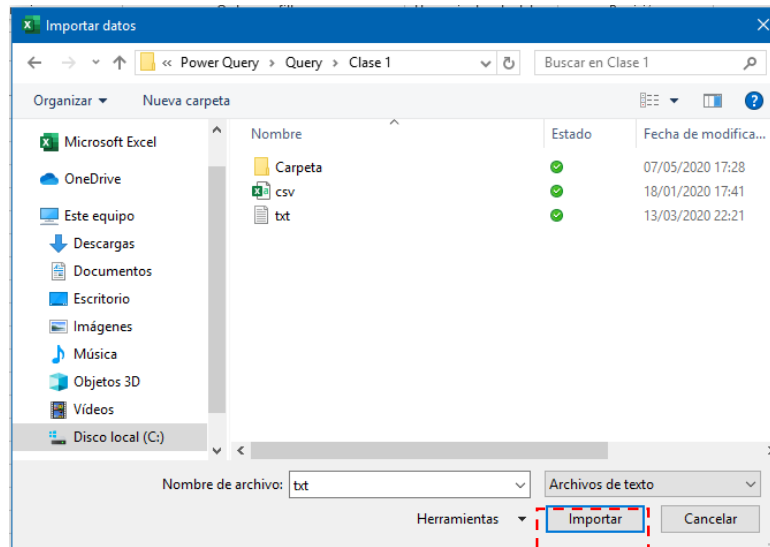 Importar datos
« Power Query > Query > Clase 1
Buscar en Clase 1
Organizar
Nueva carpeta
Microsoft Excel
OneDrive
Este equipo
Descargas
Documentos
Escritorio
Imágenes
Música
Objetos 3D
Vídeos
Disco local (C:)
Nombre Estado Fecha de modifica...
Carpeta 07/05/2020 17:28
csv 18/01/2020 17:41
txt 13/03/2020 22:21
Nombre de archivo: txt
Archivos de texto
Herramientas
Importar
Cancelar